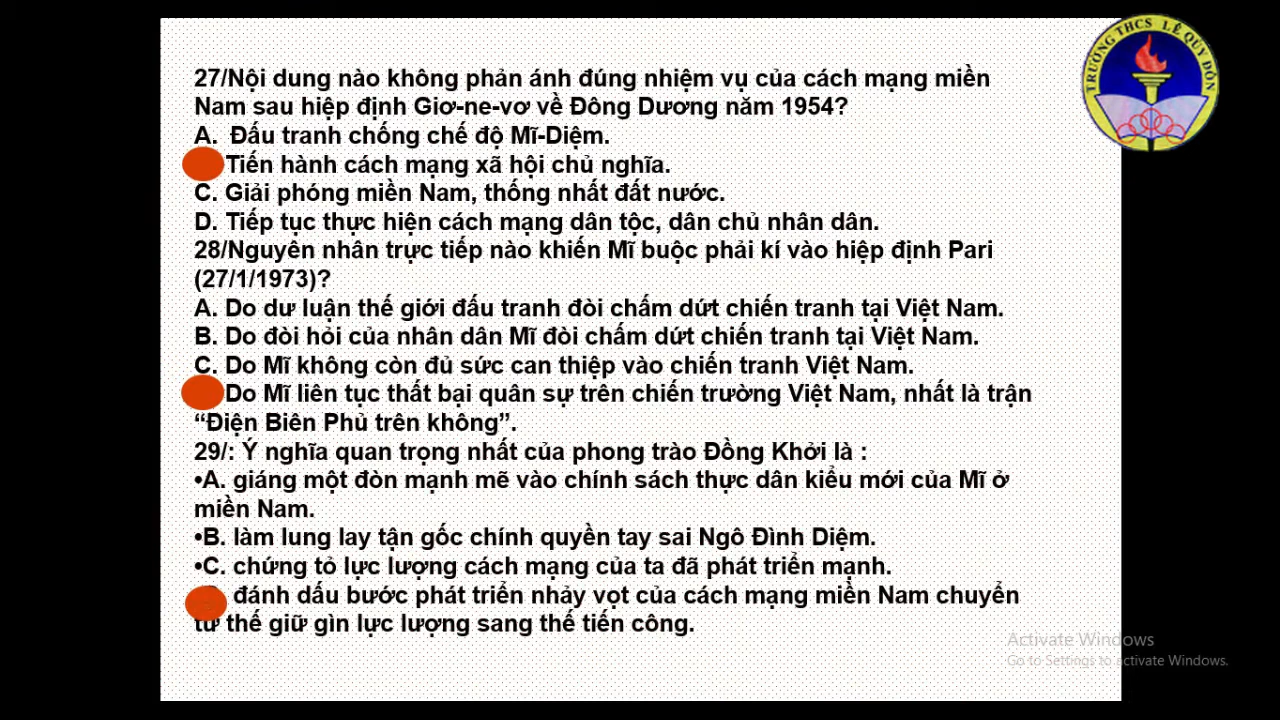 27/Nội dung nào không phản ánh đúng nhiệm vụ của cách mạng miền
Nam sau hiệp định Giơ-ne-vơ về Đông Dương năm 1954?
A. Đấu tranh chống chế độ Mĩ-Diệm.
Tiến hành cách mạng xã hội chủ nghĩa.
C. Giải phóng miền Nam, thống nhất đất nước.
D. Tiếp tục thực hiện cách mạng dân tộc, dân chủ nhân dân.
28/Nguyên nhân trực tiếp nào khiến Mĩ buộc phải kí vào hiệp định Pari
(27/1/1973)?
A. Do dư luận thế giới đấu tranh đòi chấm dứt chiến tranh tại Việt Nam.
B. Do đòi hỏi của nhân dân Mĩ đòi chấm dứt chiến tranh tại Việt Nam.
C. Do Mĩ không còn đủ sức can thiệp vào chiến tranh Việt Nam.
Do Mĩ liên tục thất bại quân sự trên chiến trường Việt Nam, nhất là trận
“Điện Biên Phủ trên không”.
29/: Ý nghĩa quan trọng nhất của phong trào Đồng Khởi là :
•A. giáng một đòn mạnh mẽ vào chính sách thực dân kiểu mới của Mĩ ở
miền Nam.
•B. làm lung lay tận gốc chính quyền tay sai Ngô Đình Diệm.
•C. chứng tỏ lực lượng cách mạng của ta đã phát triển mạnh.
đánh dấu bước phát triển nhảy vọt của cách mạng miền Nam chuyển
từ thế giữ gìn lực lượng sang thế tiến công.
TRƯỜNG THCS LÊ QUÝ ĐÔN
Activate Windows
Go to Settings to activate Windows.